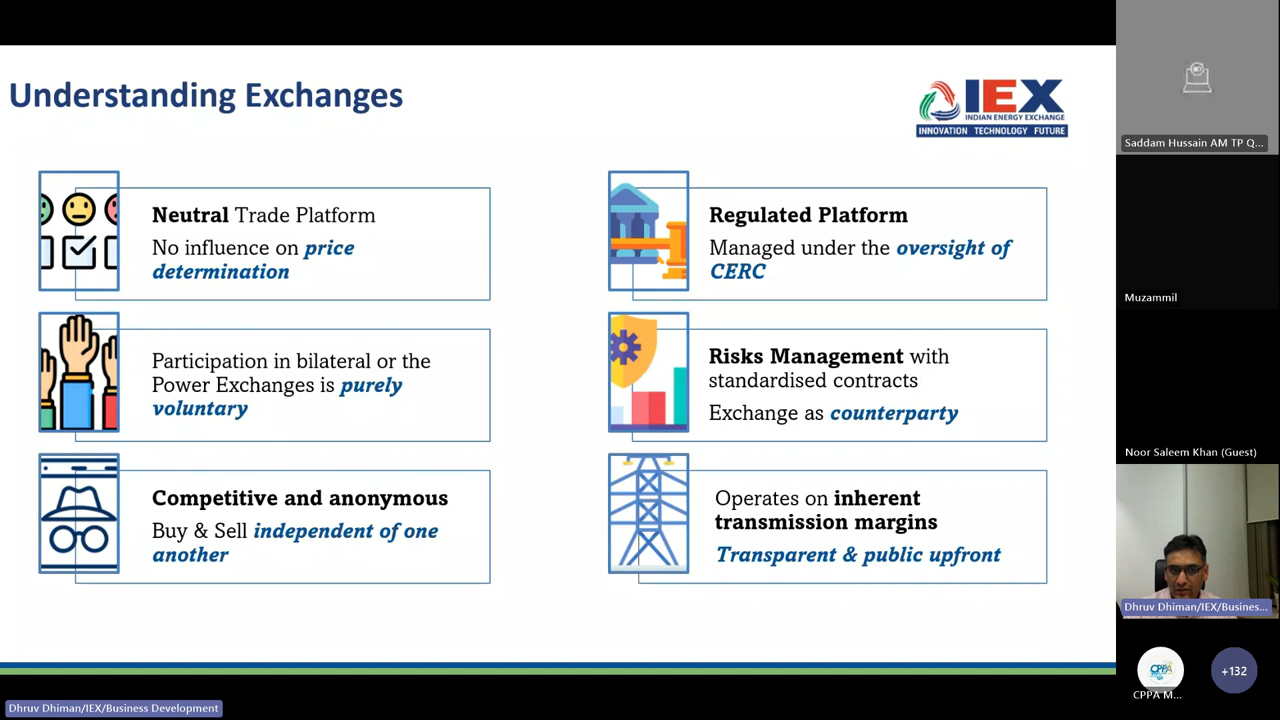 Understanding Exchanges
IEX
INDIAN ENERGY EXCHANGE
INNOVATION TECHNOLOGY FUTURE
Neutral Trade Platform
No influence on price
determination
Participation in bilateral or the
Power Exchanges is purely
voluntary
Competitive and anonymous
Buy & Sell independent of one
another
Regulated Platform
Managed under the oversight of
CERC
Risks Management with
standardised contracts
Exchange as counterparty
Operates on inherent
transmission margins
Transparent & public upfront
Dhruv Dhiman/IEX/Business Development
Saddam Hussain AM TP Q...
Muzammil
Noor Saleem Khan (Guest)
Dhruv Dhiman/IEX/Busines...
CPPA
CPPA M...
+132